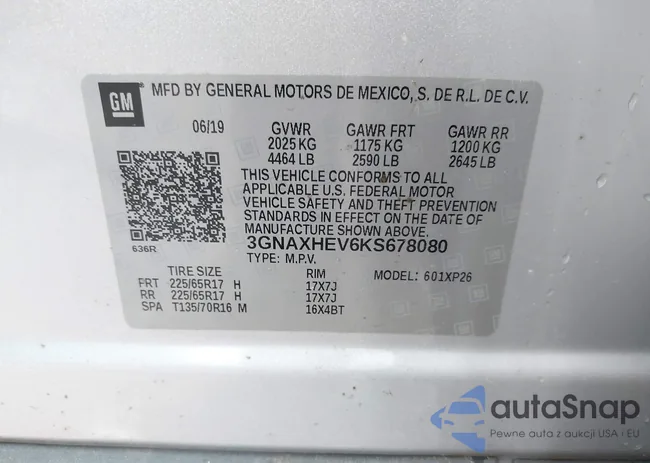 GM
MFD BY GENERAL MOTORS DE MEXICO, S. DE R.L. DE C.V.
06/19 GVWR GAWR FRT GAWR RR
2025 KG 1175 KG 1200 KG
4464 LB 2590 LB 2645 LB
THIS VEHICLE CONFORMS TO ALL
APPLICABLE U.S. FEDERAL MOTOR
VEHICLE SAFETY AND THEFT PREVENTION
STANDARDS IN EFFECT ON THE DATE OF
MANUFACTURE SHOWN ABOVE.
636R 3GNAXHEV6KS678080
TYPE: M.P.V. MODEL: 601XP26
TIRE SIZE RIM
FRT 225/65R17 H 17X7J
RR 225/65R17 H 17X7J
SPA T135/70R16 M 16X4BT
autaSnap
Pewne auta z aukcji USA i EU